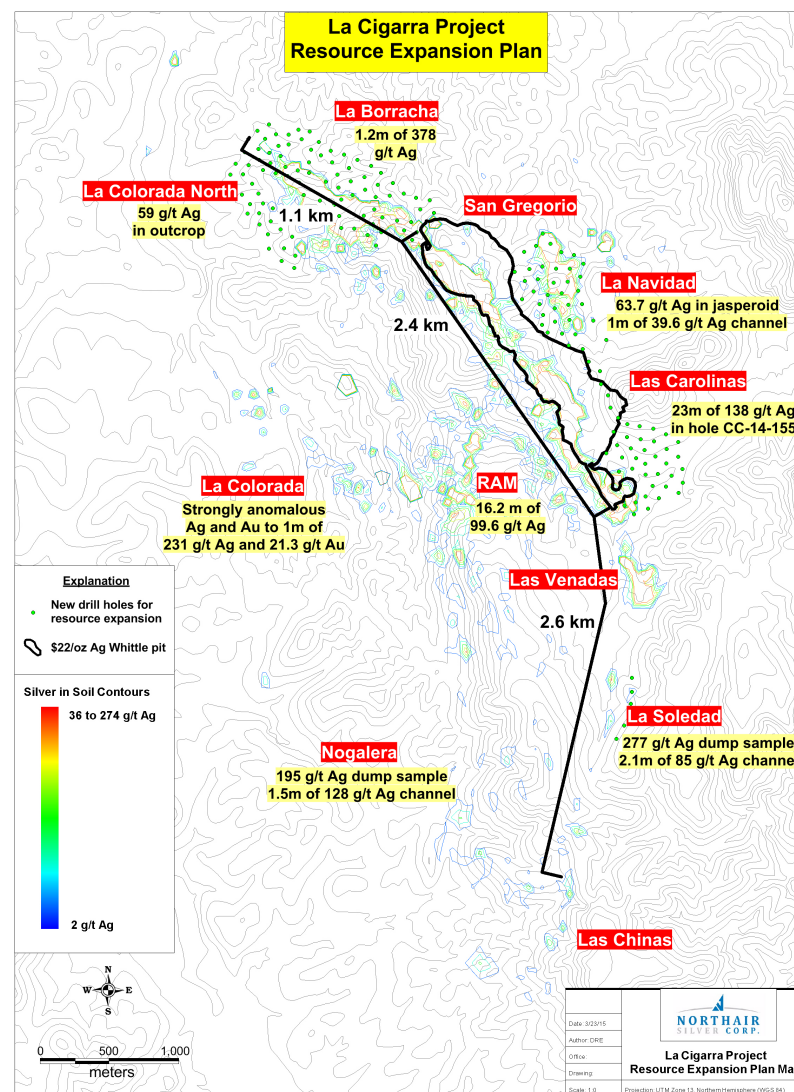 La Cigarra Project
Resource Expansion Plan
La Borracha
1.2m of 378
g/t Ag
La Colorada North
59 g/t Ag
in outcrop
1.1 km
San Gregorio
La Navidad
63.7 g/t Ag in jasperoid
1m of 39.6 g/t Ag channel
2.4 km
Las Carolinas
23m of 138 g/t Ag
in hole CC-14-155
La Colorada
Strongly anomalous
Ag and Au to 1m of
231 g/t Ag and 21.3 g/t Au
RAM
16.2 m of
99.6 g/t Ag
Las Venadas
2.6 km
Explanation
New drill holes for
resource expansion
$22/oz Ag Whittle pit
Silver in Soil Contours
36 to 274 g/t Ag
2 g/t Ag
La Soledad
277 g/t Ag dump sample
2.1m of 85 g/t Ag channe
Nogalera
195 g/t Ag dump sample
1.5m of 128 g/t Ag channel
Las Chinas
N
W E
S
0 500 1,000
meters
NORTHAIR
SILVER CORP.
Date: 3/23/15
Author: DRE
Office:
Drawing:
La Cigarra Project
Resource Expansion Plan Ma
Scale: 1:0
Projection: UTM Zone 13, Northern Hemisphere (WGS 84)